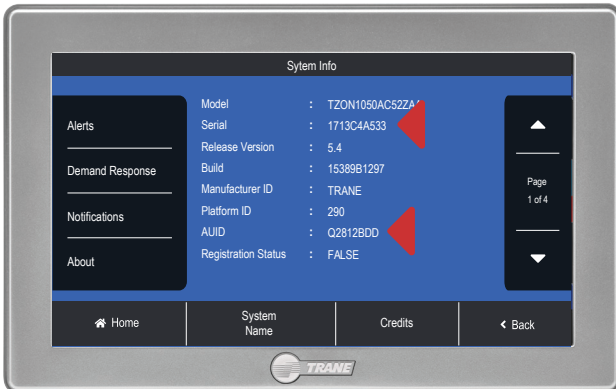 Sytem Info
Alerts
Demand Response
Notifications
About
Model : TZON1050AC52ZAA
Serial : 1713C4A533
Release Version : 5.4
Build : 15389B1297
Manufacturer ID : TRANE
Platform ID : 290
AUID : Q2812BDD
Registration Status : FALSE
Page
1 of 4
Home
System
Name
Credits
Back
TRANE